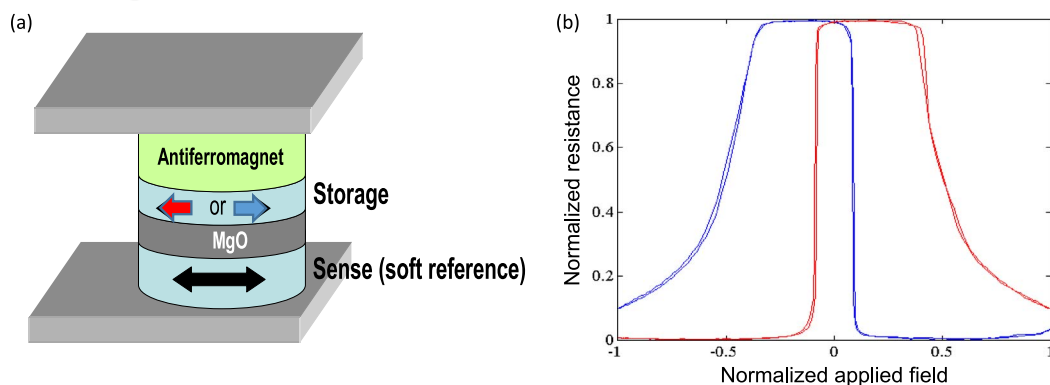 (a)
Antiferromagnet
Storage
or
MgO
Sense (soft reference)
(b)
Normalized resistance
1
0.8
0.6
0.4
0.2
0
-1
-0.5
0
0.5
1
Normalized applied field